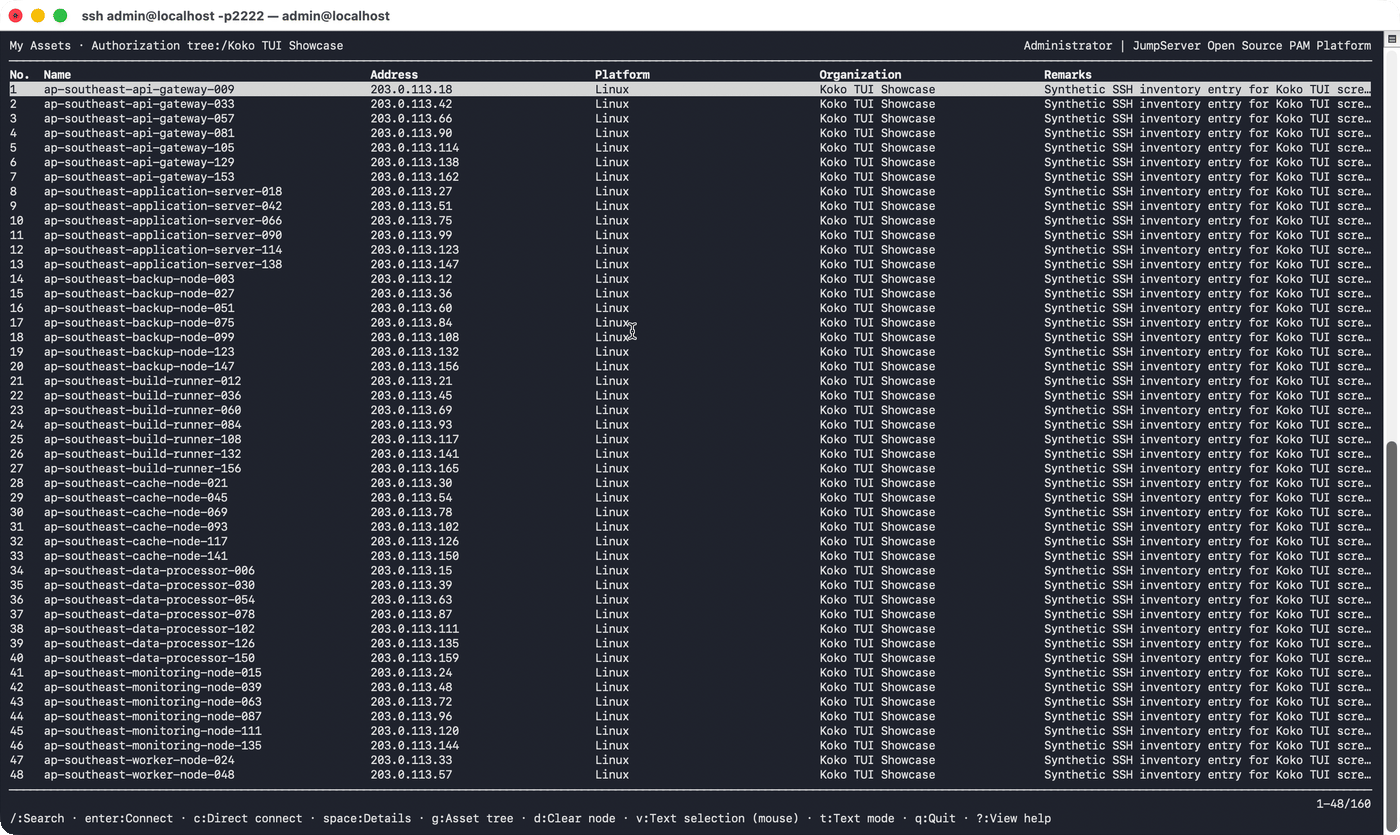 ssh admin@localhost -p2222 — admin@localhost
My Assets · Authorization tree:/Koko TUI Showcase Administrator | JumpServer Open Source PAM Platform
No. Name Address Platform Organization Remarks
1 ap-southeast-api-gateway-009 203.0.113.18 Linux Koko TUI Showcase Synthetic SSH inventory entry for Koko TUI scre…
2 ap-southeast-api-gateway-033 203.0.113.42 Linux Koko TUI Showcase Synthetic SSH inventory entry for Koko TUI scre…
3 ap-southeast-api-gateway-057 203.0.113.66 Linux Koko TUI Showcase Synthetic SSH inventory entry for Koko TUI scre…
4 ap-southeast-api-gateway-081 203.0.113.90 Linux Koko TUI Showcase Synthetic SSH inventory entry for Koko TUI scre…
5 ap-southeast-api-gateway-105 203.0.113.114 Linux Koko TUI Showcase Synthetic SSH inventory entry for Koko TUI scre…
6 ap-southeast-api-gateway-129 203.0.113.138 Linux Koko TUI Showcase Synthetic SSH inventory entry for Koko TUI scre…
7 ap-southeast-api-gateway-153 203.0.113.162 Linux Koko TUI Showcase Synthetic SSH inventory entry for Koko TUI scre…
8 ap-southeast-application-server-018 203.0.113.27 Linux Koko TUI Showcase Synthetic SSH inventory entry for Koko TUI scre…
9 ap-southeast-application-server-042 203.0.113.51 Linux Koko TUI Showcase Synthetic SSH inventory entry for Koko TUI scre…
10 ap-southeast-application-server-066 203.0.113.75 Linux Koko TUI Showcase Synthetic SSH inventory entry for Koko TUI scre…
11 ap-southeast-application-server-090 203.0.113.99 Linux Koko TUI Showcase Synthetic SSH inventory entry for Koko TUI scre…
12 ap-southeast-application-server-114 203.0.113.123 Linux Koko TUI Showcase Synthetic SSH inventory entry for Koko TUI scre…
13 ap-southeast-application-server-138 203.0.113.147 Linux Koko TUI Showcase Synthetic SSH inventory entry for Koko TUI scre…
14 ap-southeast-backup-node-003 203.0.113.12 Linux Koko TUI Showcase Synthetic SSH inventory entry for Koko TUI scre…
15 ap-southeast-backup-node-027 203.0.113.36 Linux Koko TUI Showcase Synthetic SSH inventory entry for Koko TUI scre…
16 ap-southeast-backup-node-051 203.0.113.60 Linux Koko TUI Showcase Synthetic SSH inventory entry for Koko TUI scre…
17 ap-southeast-backup-node-075 203.0.113.84 Linux Koko TUI Showcase Synthetic SSH inventory entry for Koko TUI scre…
18 ap-southeast-backup-node-099 203.0.113.108 Linux Koko TUI Showcase Synthetic SSH inventory entry for Koko TUI scre…
19 ap-southeast-backup-node-123 203.0.113.132 Linux Koko TUI Showcase Synthetic SSH inventory entry for Koko TUI scre…
20 ap-southeast-backup-node-147 203.0.113.156 Linux Koko TUI Showcase Synthetic SSH inventory entry for Koko TUI scre…
21 ap-southeast-build-runner-012 203.0.113.21 Linux Koko TUI Showcase Synthetic SSH inventory entry for Koko TUI scre…
22 ap-southeast-build-runner-036 203.0.113.45 Linux Koko TUI Showcase Synthetic SSH inventory entry for Koko TUI scre…
23 ap-southeast-build-runner-060 203.0.113.69 Linux Koko TUI Showcase Synthetic SSH inventory entry for Koko TUI scre…
24 ap-southeast-build-runner-084 203.0.113.93 Linux Koko TUI Showcase Synthetic SSH inventory entry for Koko TUI scre…
25 ap-southeast-build-runner-108 203.0.113.117 Linux Koko TUI Showcase Synthetic SSH inventory entry for Koko TUI scre…
26 ap-southeast-build-runner-132 203.0.113.141 Linux Koko TUI Showcase Synthetic SSH inventory entry for Koko TUI scre…
27 ap-southeast-build-runner-156 203.0.113.165 Linux Koko TUI Showcase Synthetic SSH inventory entry for Koko TUI scre…
28 ap-southeast-cache-node-021 203.0.113.30 Linux Koko TUI Showcase Synthetic SSH inventory entry for Koko TUI scre…
29 ap-southeast-cache-node-045 203.0.113.54 Linux Koko TUI Showcase Synthetic SSH inventory entry for Koko TUI scre…
30 ap-southeast-cache-node-069 203.0.113.78 Linux Koko TUI Showcase Synthetic SSH inventory entry for Koko TUI scre…
31 ap-southeast-cache-node-093 203.0.113.102 Linux Koko TUI Showcase Synthetic SSH inventory entry for Koko TUI scre…
32 ap-southeast-cache-node-117 203.0.113.126 Linux Koko TUI Showcase Synthetic SSH inventory entry for Koko TUI scre…
33 ap-southeast-cache-node-141 203.0.113.150 Linux Koko TUI Showcase Synthetic SSH inventory entry for Koko TUI scre…
34 ap-southeast-data-processor-006 203.0.113.15 Linux Koko TUI Showcase Synthetic SSH inventory entry for Koko TUI scre…
35 ap-southeast-data-processor-030 203.0.113.39 Linux Koko TUI Showcase Synthetic SSH inventory entry for Koko TUI scre…
36 ap-southeast-data-processor-054 203.0.113.63 Linux Koko TUI Showcase Synthetic SSH inventory entry for Koko TUI scre…
37 ap-southeast-data-processor-078 203.0.113.87 Linux Koko TUI Showcase Synthetic SSH inventory entry for Koko TUI scre…
38 ap-southeast-data-processor-102 203.0.113.111 Linux Koko TUI Showcase Synthetic SSH inventory entry for Koko TUI scre…
39 ap-southeast-data-processor-126 203.0.113.135 Linux Koko TUI Showcase Synthetic SSH inventory entry for Koko TUI scre…
40 ap-southeast-data-processor-150 203.0.113.159 Linux Koko TUI Showcase Synthetic SSH inventory entry for Koko TUI scre…
41 ap-southeast-monitoring-node-015 203.0.113.24 Linux Koko TUI Showcase Synthetic SSH inventory entry for Koko TUI scre…
42 ap-southeast-monitoring-node-039 203.0.113.48 Linux Koko TUI Showcase Synthetic SSH inventory entry for Koko TUI scre…
43 ap-southeast-monitoring-node-063 203.0.113.72 Linux Koko TUI Showcase Synthetic SSH inventory entry for Koko TUI scre…
44 ap-southeast-monitoring-node-087 203.0.113.96 Linux Koko TUI Showcase Synthetic SSH inventory entry for Koko TUI scre…
45 ap-southeast-monitoring-node-111 203.0.113.120 Linux Koko TUI Showcase Synthetic SSH inventory entry for Koko TUI scre…
46 ap-southeast-monitoring-node-135 203.0.113.144 Linux Koko TUI Showcase Synthetic SSH inventory entry for Koko TUI scre…
47 ap-southeast-worker-node-024 203.0.113.33 Linux Koko TUI Showcase Synthetic SSH inventory entry for Koko TUI scre…
48 ap-southeast-worker-node-048 203.0.113.57 Linux Koko TUI Showcase Synthetic SSH inventory entry for Koko TUI scre…
1-48/160
/:Search · enter:Connect · c:Direct connect · space:Details · g:Asset tree · d:Clear node · v:Text selection (mouse) · t:Text mode · q:Quit · ?:View help